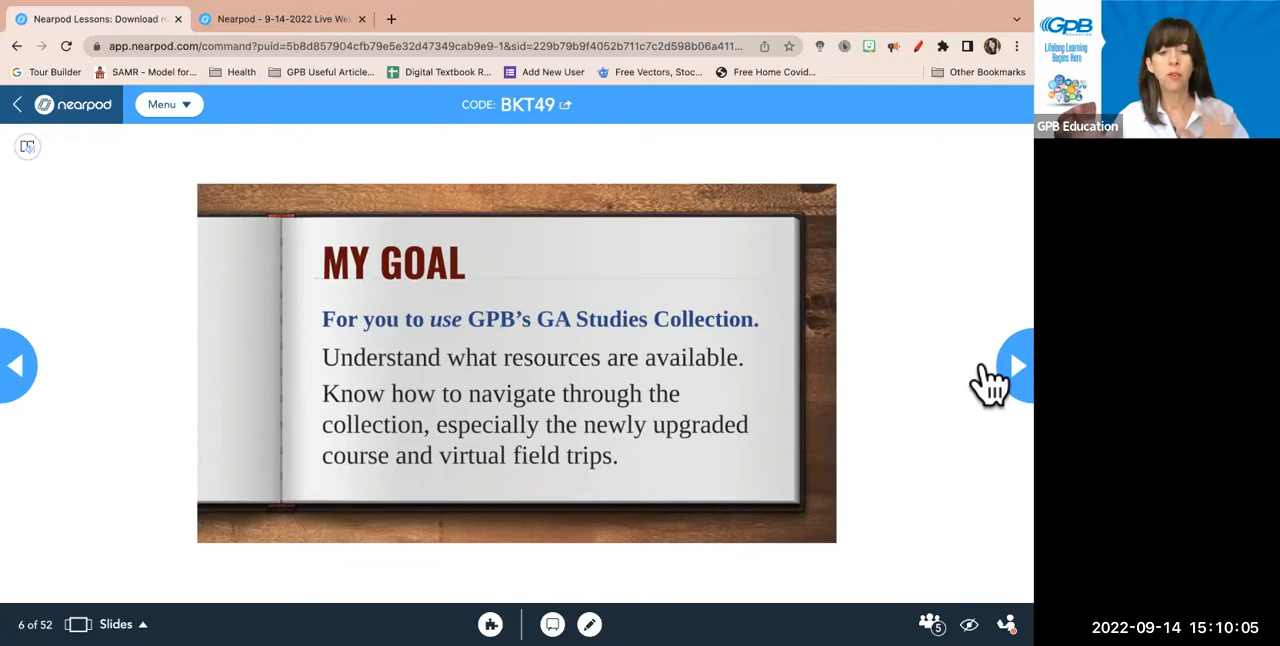 Nearpod Lessons: Download r
Nearpod - 9-14-2022 Live We
app.nearpod.com/command?puid=5b8d857904cfb79b5e32d47349cab9e9-1&sid=229b79b9f4052b711c7c2d598b06a411...
Tour Builder
SAMR - Model for...
Health
GPB Useful Article...
Digital Textbook R...
Add New User
Free Vectors, Stoc...
Free Home Covid...
Other Bookmarks
nearpod
Menu
CODE: BKT49
MY GOAL
For you to use GPB's GA Studies Collection.
Understand what resources are available.
Know how to navigate through the
collection, especially the newly upgraded
course and virtual field trips.
6 of 52
Slides
5
GPB
EDUCATION
Lifelong Learning
Begins Here
GPB Education
2022-09-14 15:10:05